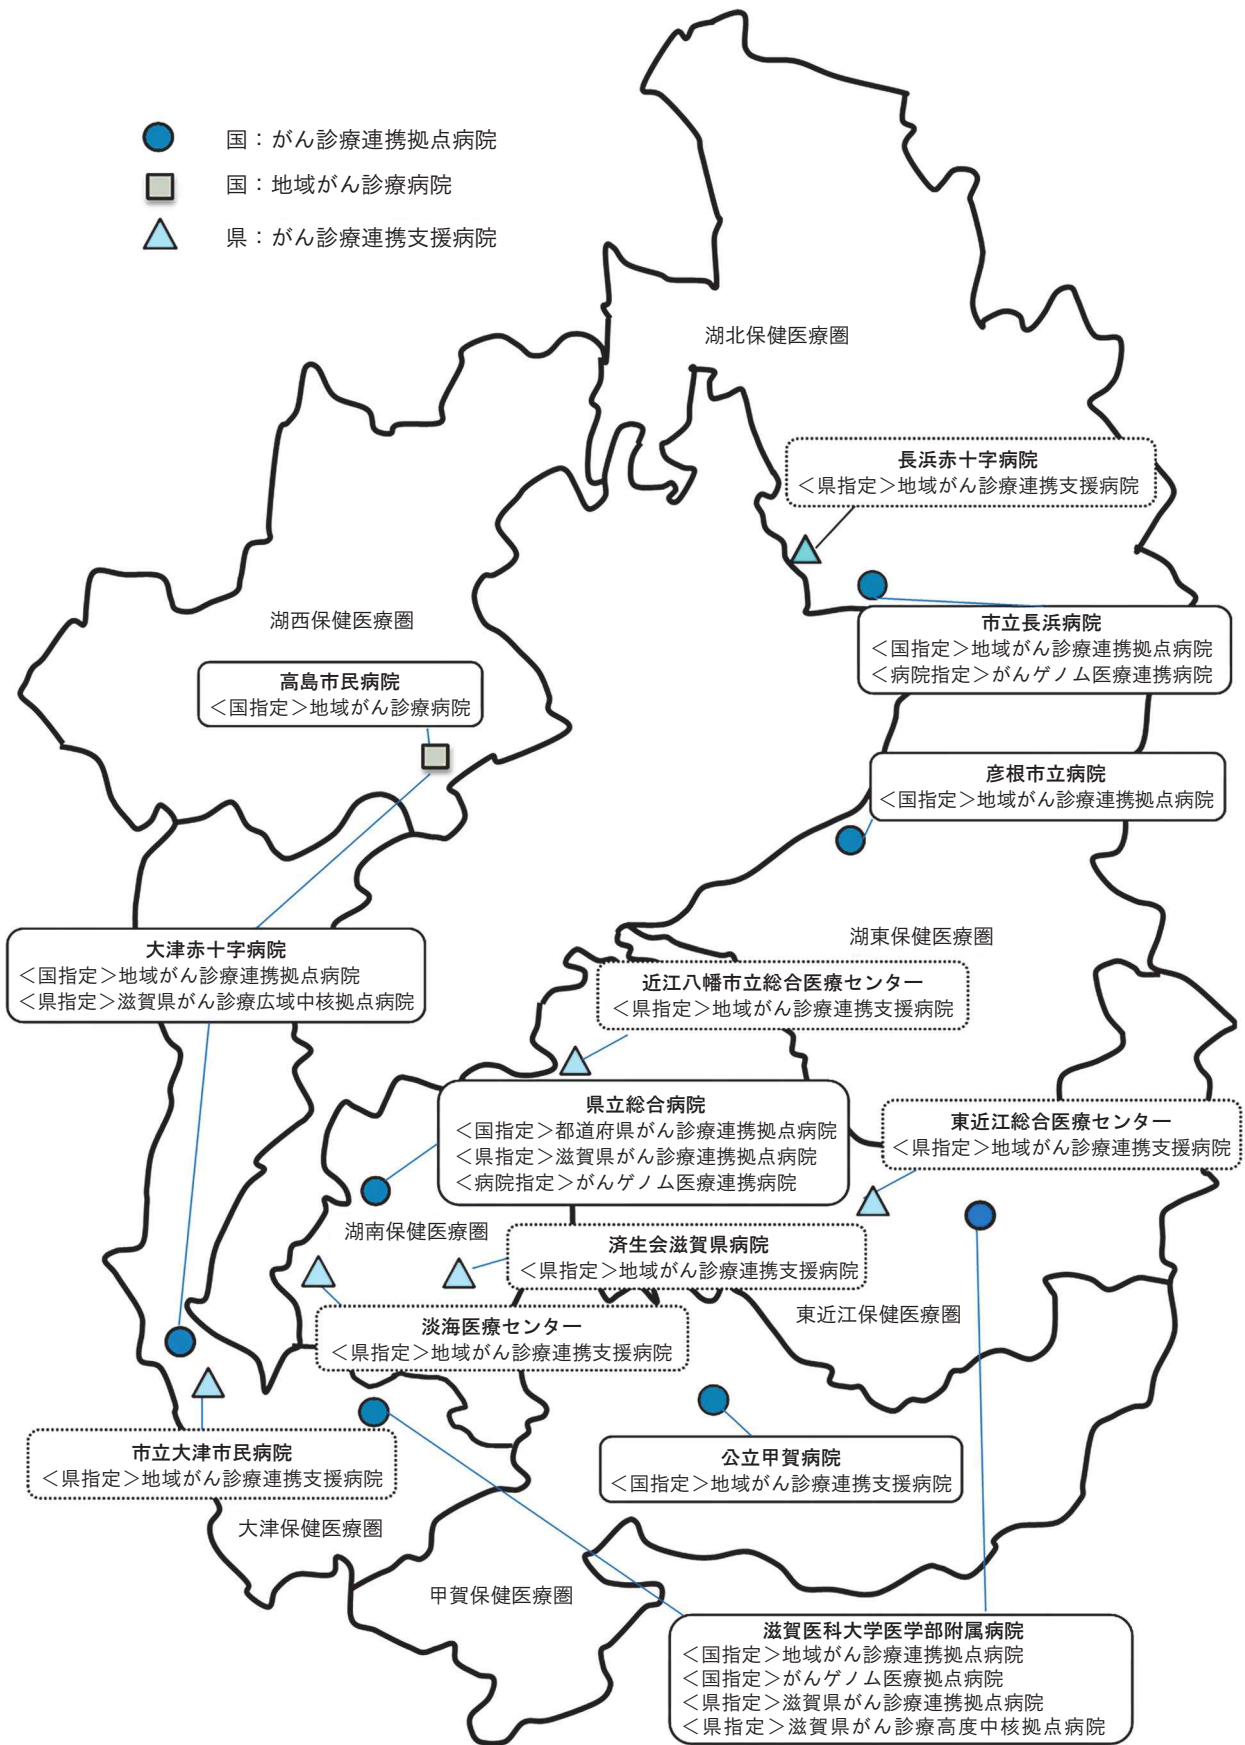 国：がん診療連携拠点病院
国：地域がん診療病院
県：がん診療連携支援病院
湖北保健医療圏
長浜赤十字病院
＜県指定＞地域がん診療連携支援病院
湖西保健医療圏
市立長浜病院
＜国指定＞地域がん診療連携拠点病院
＜病院指定＞がんゲノム医療連携病院
高島市民病院
＜国指定＞地域がん診療病院
彦根市立病院
＜国指定＞地域がん診療連携拠点病院
大津赤十字病院
＜国指定＞地域がん診療連携拠点病院
＜県指定＞滋賀県がん診療広域中核拠点病院
湖東保健医療圏
近江八幡市立総合医療センター
＜県指定＞地域がん診療連携支援病院
県立総合病院
＜国指定＞都道府県がん診療連携拠点病院
＜県指定＞滋賀県がん診療連携拠点病院
＜病院指定＞がんゲノム医療連携病院
東近江総合医療センター
＜県指定＞地域がん診療連携支援病院
湖南保健医療圏
済生会滋賀県病院
＜県指定＞地域がん診療連携支援病院
東近江保健医療圏
淡海医療センター
＜県指定＞地域がん診療連携支援病院
市立大津市民病院
＜県指定＞地域がん診療連携支援病院
公立甲賀病院
＜国指定＞地域がん診療連携支援病院
大津保健医療圏
甲賀保健医療圏
滋賀医科大学医学部附属病院
＜国指定＞地域がん診療連携拠点病院
＜国指定＞がんゲノム医療拠点病院
＜県指定＞滋賀県がん診療連携拠点病院
＜県指定＞滋賀県がん診療高度中核拠点病院